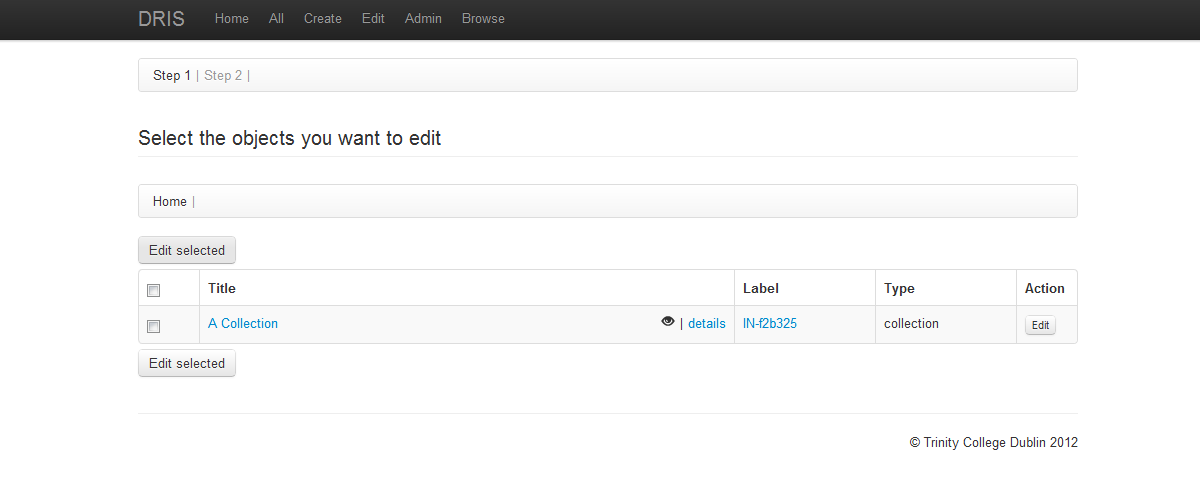 DRIS Home All Create Edit Admin Browse
Step 1 | Step 2 |
Select the objects you want to edit
Home |
Edit selected
Title Label Type Action
A Collection | details IN-f2b325 collection Edit
Edit selected
© Trinity College Dublin 2012